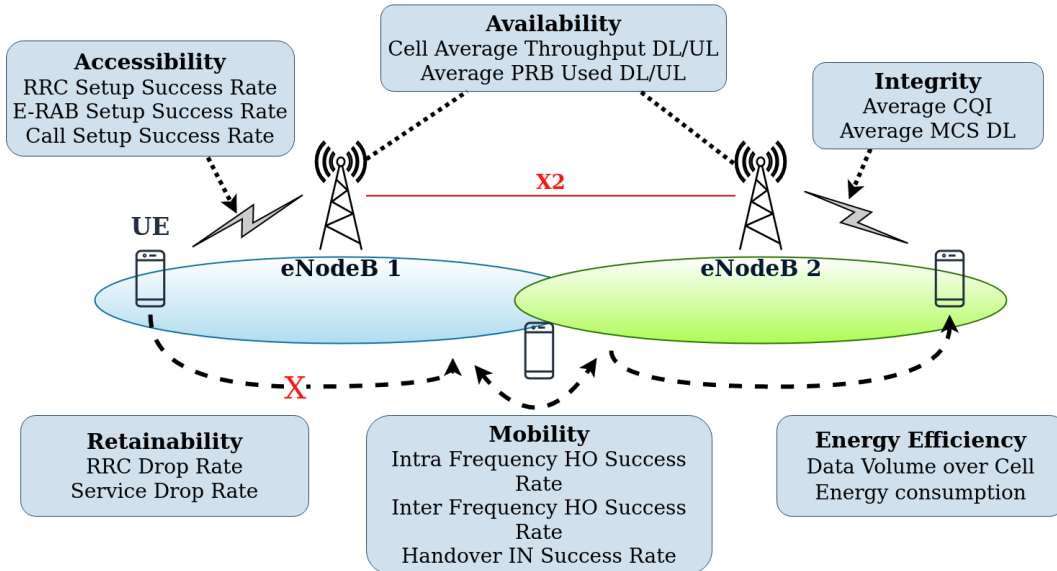 Availability
Cell Average Throughput DL/UL
Average PRB Used DL/UL
Accessibility
RRC Setup Success Rate
E-RAB Setup Success Rate
Call Setup Success Rate
Integrity
Average CQI
Average MCS DL
X2
UE
eNodeB 1
eNodeB 2
X
Retainability
RRC Drop Rate
Service Drop Rate
Mobility
Intra Frequency HO Success
Rate
Inter Frequency HO Success
Rate
Handover IN Success Rate
Energy Efficiency
Data Volume over Cell
Energy consumption